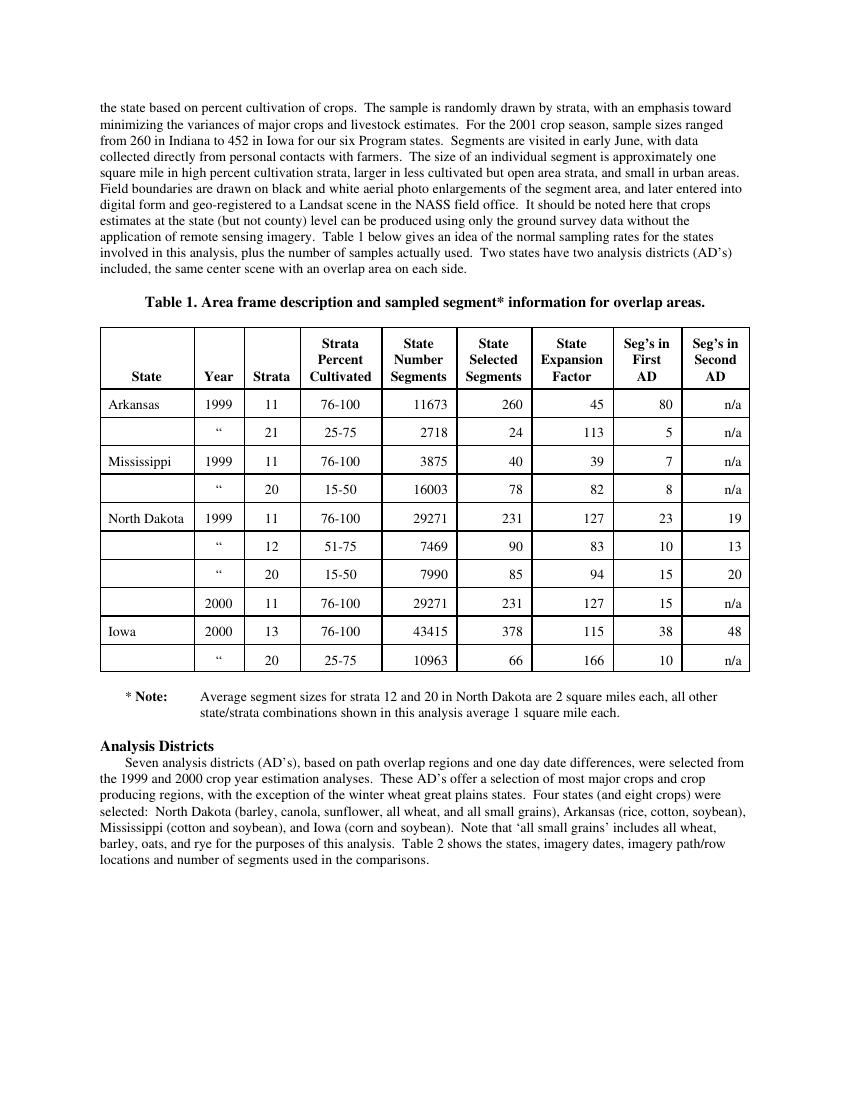 the state based on percent cultivation of crops.  The sample is randomly drawn by strata, with an emphasis toward
minimizing the variances of major crops and livestock estimates.  For the 2001 crop season, sample sizes ranged
from 260 in Indiana to 452 in Iowa for our six Program states.  Segments are visited in early June, with data
collected directly from personal contacts with farmers.  The size of an individual segment is approximately one
square mile in high percent cultivation strata, larger in less cultivated but open area strata, and small in urban areas.
Field boundaries are drawn on black and white aerial photo enlargements of the segment area, and later entered into
digital form and geo-registered to a Landsat scene in the NASS field office.  It should be noted here that crops
estimates at the state (but not county) level can be produced using only the ground survey data without the
application of remote sensing imagery.  Table 1 below gives an idea of the normal sampling rates for the states
involved in this analysis, plus the number of samples actually used.  Two states have two analysis districts (AD's)
included, the same center scene with an overlap area on each side.
Table 1. Area frame description and sampled segment* information for overlap areas.
State Year Strata Strata Percent Cultivated State Number Segments State Selected Segments State Expansion Factor Seg's in First AD Seg's in Second AD
Arkansas 1999 11 76-100 11673 260 45 80 n/a
“ 21 25-75 2718 24 113 5 n/a
Mississippi 1999 11 76-100 3875 40 39 7 n/a
“ 20 15-50 16003 78 82 8 n/a
North Dakota 1999 11 76-100 29271 231 127 23 19
“ 12 51-75 7469 90 83 10 13
“ 20 15-50 7990 85 94 15 20
2000 11 76-100 29271 231 127 15 n/a
Iowa 2000 13 76-100 43415 378 115 38 48
“ 20 25-75 10963 66 166 10 n/a
* Note: Average segment sizes for strata 12 and 20 in North Dakota are 2 square miles each, all other
state/strata combinations shown in this analysis average 1 square mile each.
Analysis Districts
Seven analysis districts (AD's), based on path overlap regions and one day date differences, were selected from
the 1999 and 2000 crop year estimation analyses.  These AD's offer a selection of most major crops and crop
producing regions, with the exception of the winter wheat great plains states.  Four states (and eight crops) were
selected:  North Dakota (barley, canola, sunflower, all wheat, and all small grains), Arkansas (rice, cotton, soybean),
Mississippi (cotton and soybean), and Iowa (corn and soybean).  Note that 'all small grains' includes all wheat,
barley, oats, and rye for the purposes of this analysis.  Table 2 shows the states, imagery dates, imagery path/row
locations and number of segments used in the comparisons.